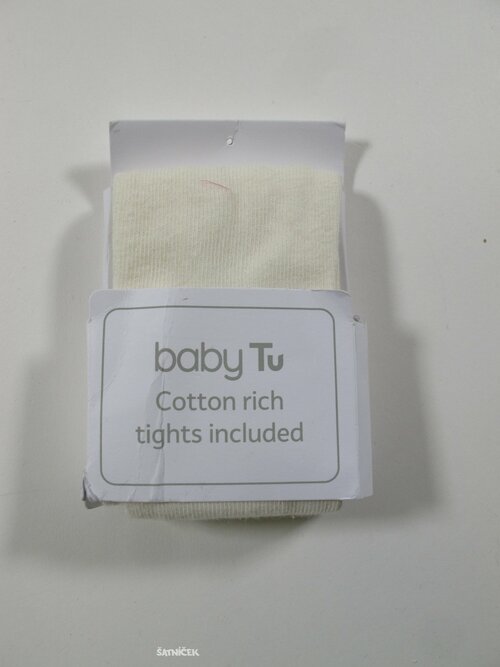 baby Tu
Cotton rich
tights included
ŠATNÍČEK